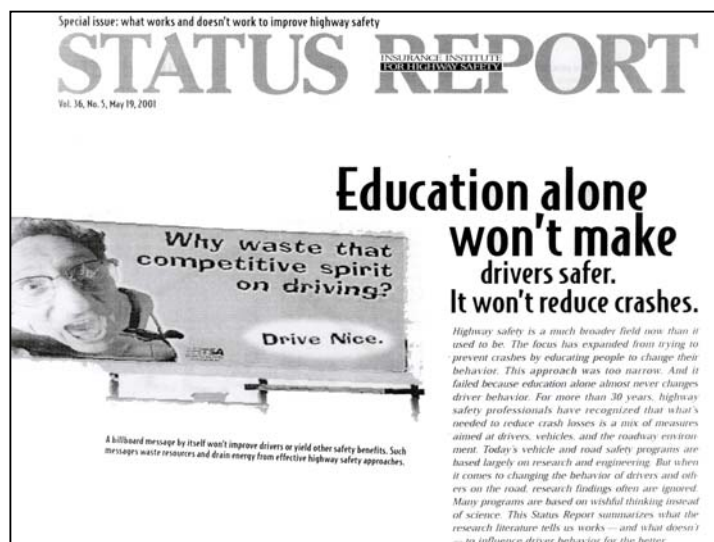 Special issue: what works and doesn't work to improve highway safety
STATUS REPORT
INSURANCE INSTITUTE
FOR HIGHWAY SAFETY
Vol. 36, No. 5, May 19, 2001
Education alone
won't make
drivers safer.
It won't reduce crashes.
Why waste that
competitive spirit
on driving?
Drive Nice.
A billboard message by itself won't improve drivers or yield other safety benefits. Such
messages waste resources and drain energy from effective highway safety approaches.
Highway safety is a much broader field now than it
used to be. The focus has expanded from trying to
prevent crashes by educating people to change their
behavior. This approach was too narrow. And it
failed because education alone almost never changes
driver behavior. For more than 30 years, highway
safety professionals have recognized that what's
needed to reduce crash losses is a mix of measures
aimed at drivers, vehicles, and the roadway environ-
ment. Today's vehicle and road safety programs are
based largely on research and engineering. But when
it comes to changing the behavior of drivers and oth-
ers on the road, research findings often are ignored.
Many programs are based on wishful thinking instead
of science. This Status Report summarizes what the
research literature tells us works — and what doesn't
— to influence driver behavior for the better.